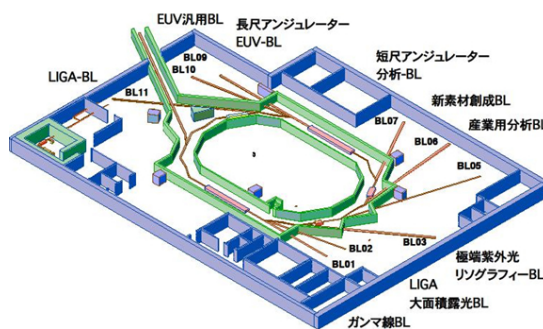 EUV汎用BL
長尺アンジュレーター
EUV-BL
短尺アンジュレーター
分析-BL
新素材創成BL
産業用分析BL
LIGA-BL
BL09
BL10
BL11
BL07
BL06
BL05
BL03
BL02
BL01
極端紫外光
リソグラフィーBL
LIGA
大面積露光BL
ガンマ線BL